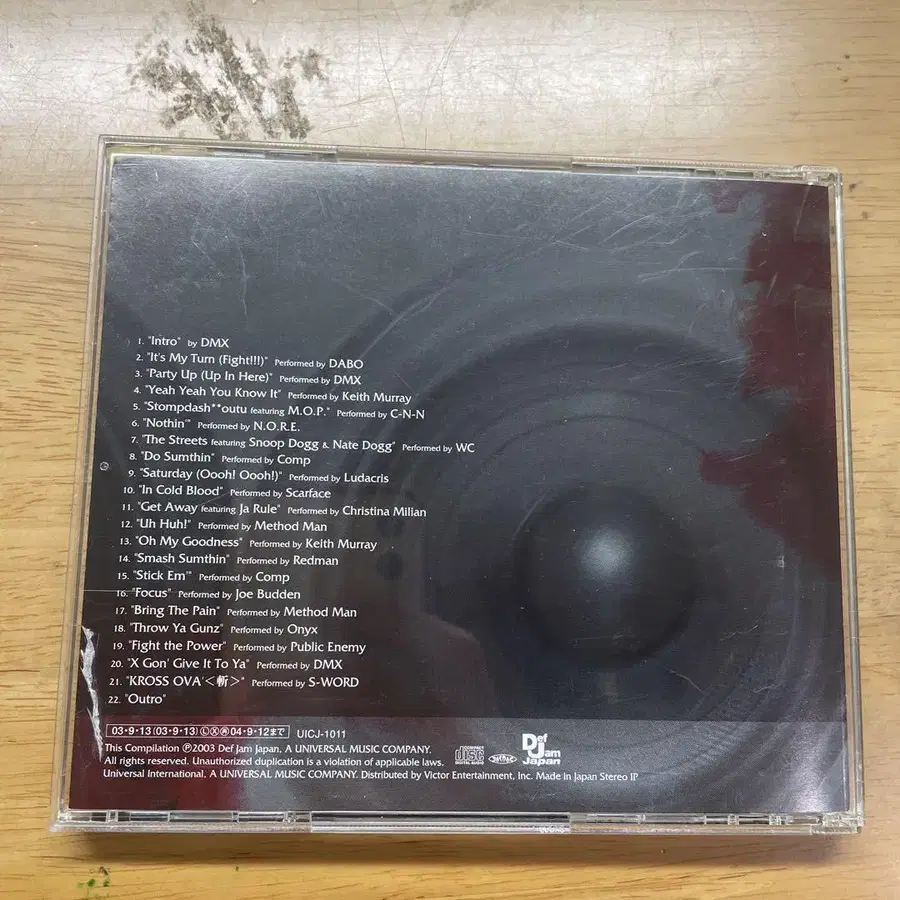 1. "Intro" by DMX
2. "It's My Turn (Fight!!!)" Performed by DABO
3. "Party Up (Up In Here)" Performed by DMX
4. "Yeah Yeah You Know It" Performed by Keith Murray
5. "Stompdash**outu featuring M.O.P." Performed by C-N-N
6. "Nothin'" Performed by N.O.R.E.
7. "The Streets featuring Snoop Dogg & Nate Dogg" Performed by WC
8. "Do Sumthin" Performed by Comp
9. "Saturday (Oooh! Oooh!)" Performed by Ludacris
10. "In Cold Blood" Performed by Scarface
11. "Get Away featuring Ja Rule" Performed by Christina Milian
12. "Uh Huh!" Performed by Method Man
13. "Oh My Goodness" Performed by Keith Murray
14. "Smash Sumthin" Performed by Redman
15. "Stick Em'" Performed by Comp
16. "Focus" Performed by Joe Budden
17. "Bring The Pain" Performed by Method Man
18. "Throw Ya Gunz" Performed by Onyx
19. "Fight the Power" Performed by Public Enemy
20. "X Gon' Give It To Ya" Performed by DMX
21. "KROSS OVA'<斬>" Performed by S-WORD
22. "Outro"
03・9・13 (03・9・13) Ⓛ Ⓧ 04・9・12まで UICJ-1011
This Compilation ℗2003 Def Jam Japan, A UNIVERSAL MUSIC COMPANY.
All rights reserved. Unauthorized duplication is a violation of applicable laws.
Universal International, A UNIVERSAL MUSIC COMPANY. Distributed by Victor Entertainment, Inc. Made in Japan Stereo IP
COMPACT disc DIGITAL AUDIO
Def Jam Japan